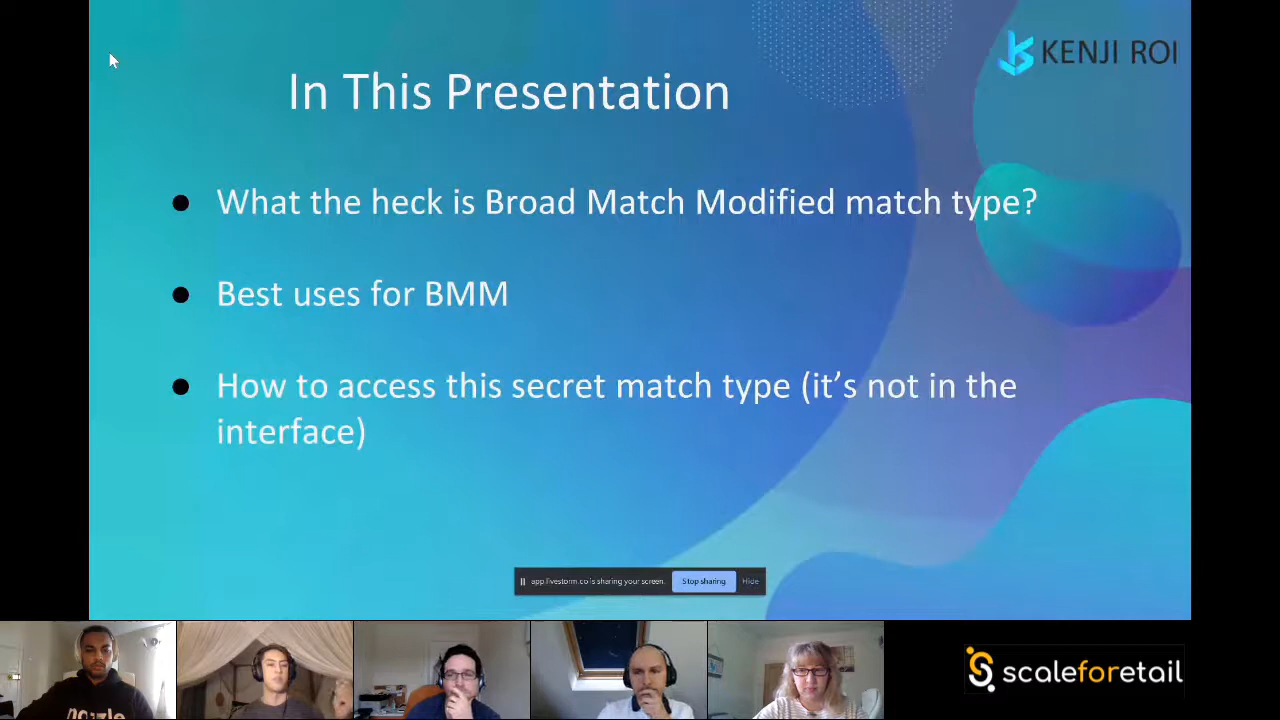 KENJI ROI
In This Presentation
● What the heck is Broad Match Modified match type?
● Best uses for BMM
● How to access this secret match type (it’s not in the
interface)
app.livestorm.co is sharing your screen. Stop sharing Hide
nozzle
scaleforetail